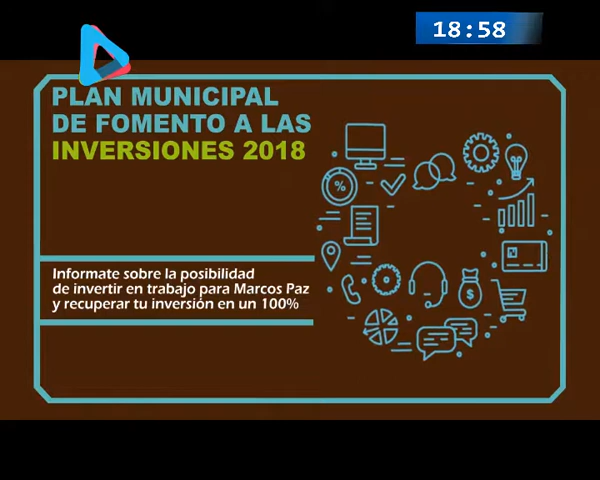 18:58
PLAN MUNICIPAL
DE FOMENTO A LAS
INVERSIONES 2018
%
Informate sobre la posibilidad
de invertir en trabajo para Marcos Paz
y recuperar tu inversión en un 100%
$